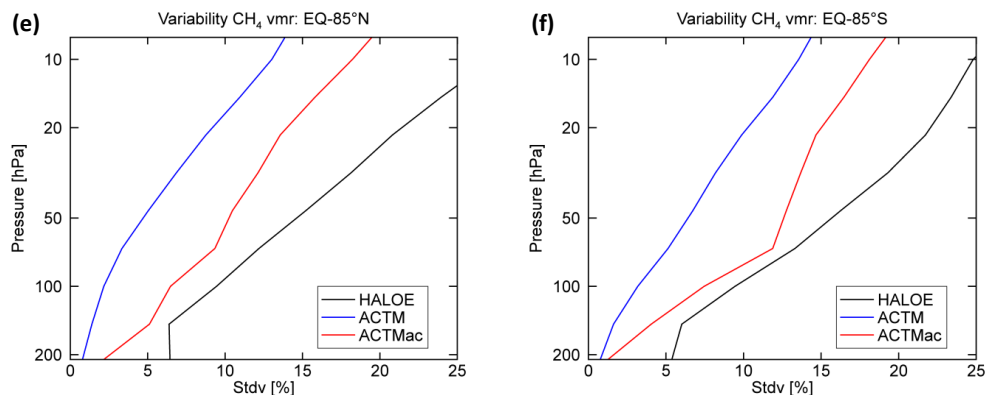 (e)
Variability CH₄ vmr: EQ-85°N
Pressure [hPa]
10
20
50
100
200
HALOE
ACTM
ACTMac
0 5 10 15 20 25
Stdv [%]
(f)
Variability CH₄ vmr: EQ-85°S
Pressure [hPa]
10
20
50
100
200
HALOE
ACTM
ACTMac
0 5 10 15 20 25
Stdv [%]